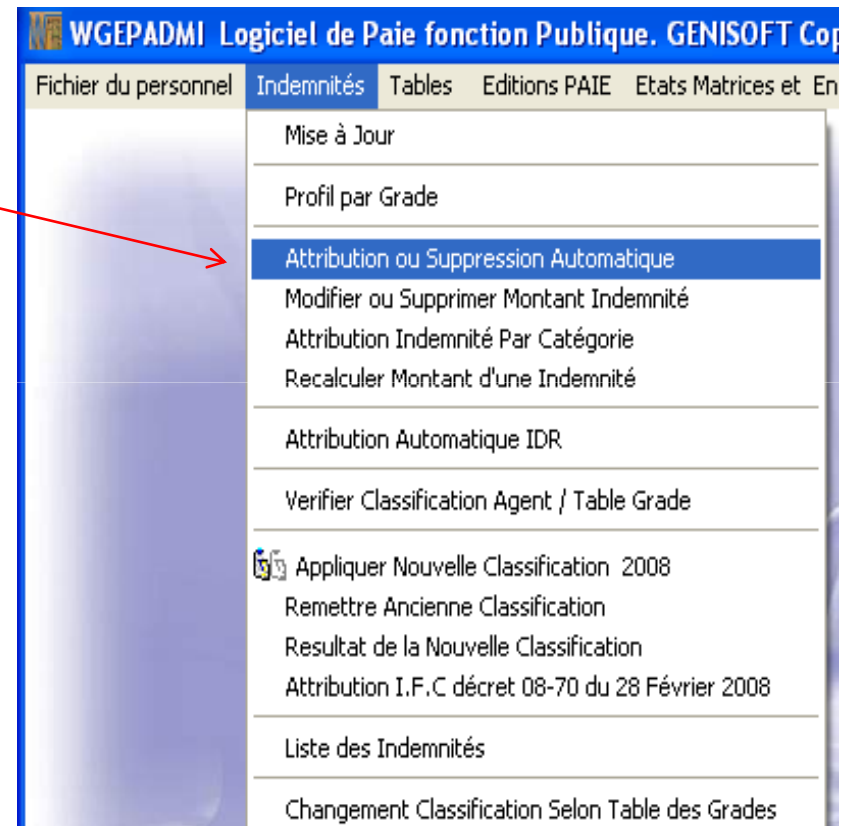 WGEPADMI Logiciel de Paie fonction Publique. GENISOFT Cop
Fichier du personnel Indemnités Tables Editions PAIE Etats Matrices et En
Mise à Jour
Profil par Grade
Attribution ou Suppression Automatique
Modifier ou Supprimer Montant Indemnité
Attribution Indemnité Par Catégorie
Recalculer Montant d'une Indemnité
Attribution Automatique IDR
Verifier Classification Agent / Table Grade
Appliquer Nouvelle Classification 2008
Remettre Ancienne Classification
Resultat de la Nouvelle Classification
Attribution I.F.C décret 08-70 du 28 Février 2008
Liste des Indemnités
Changement Classification Selon Table des Grades